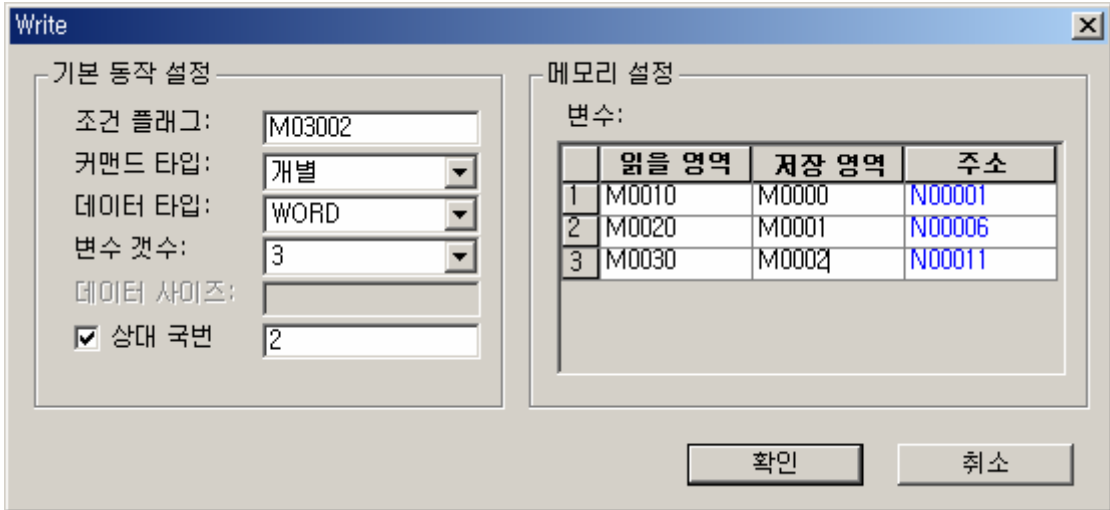 Write
기본 동작 설정
조건 플래그: M03002
커맨드 타입: 개별
데이터 타입: WORD
변수 갯수: 3
데이터 사이즈:
상대 국번 2
메모리 설정
변수:
읽을 영역 저장 영역 주소
1 M0010 M0000 N00001
2 M0020 M0001 N00006
3 M0030 M0002 N00011
확인 취소